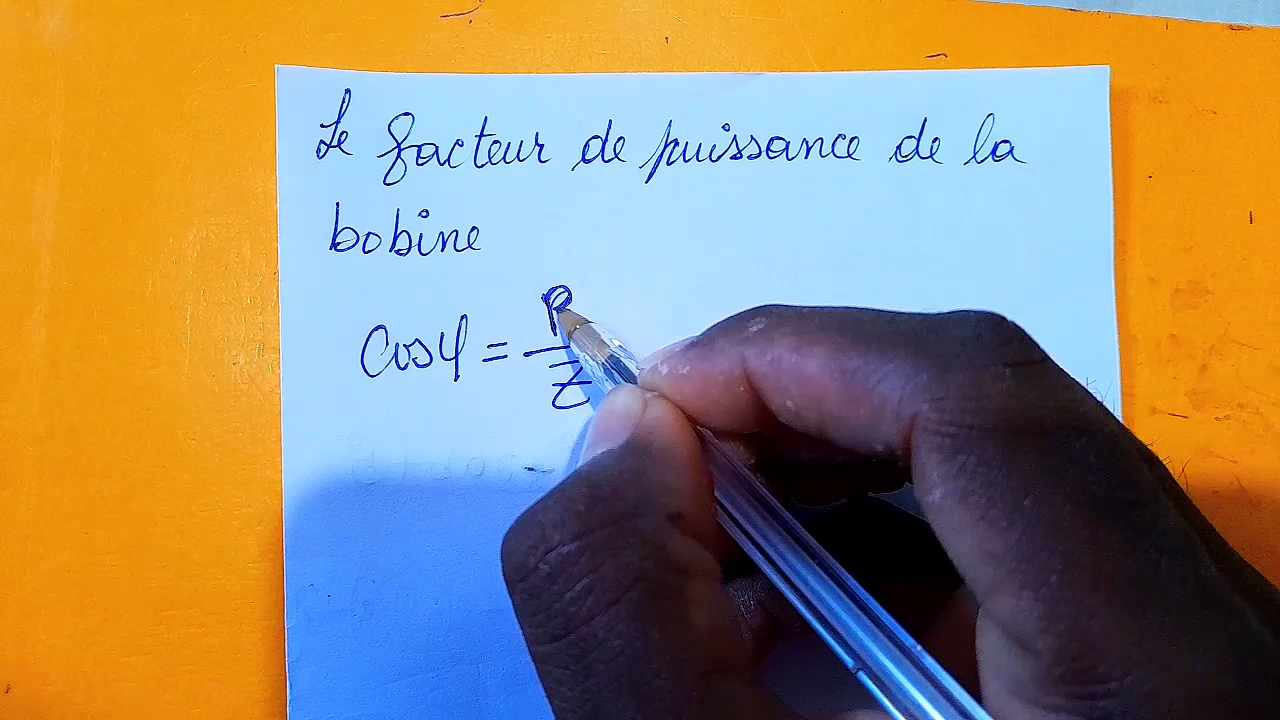 Le facteur de puissance de la
bobine
cosφ = R/Z